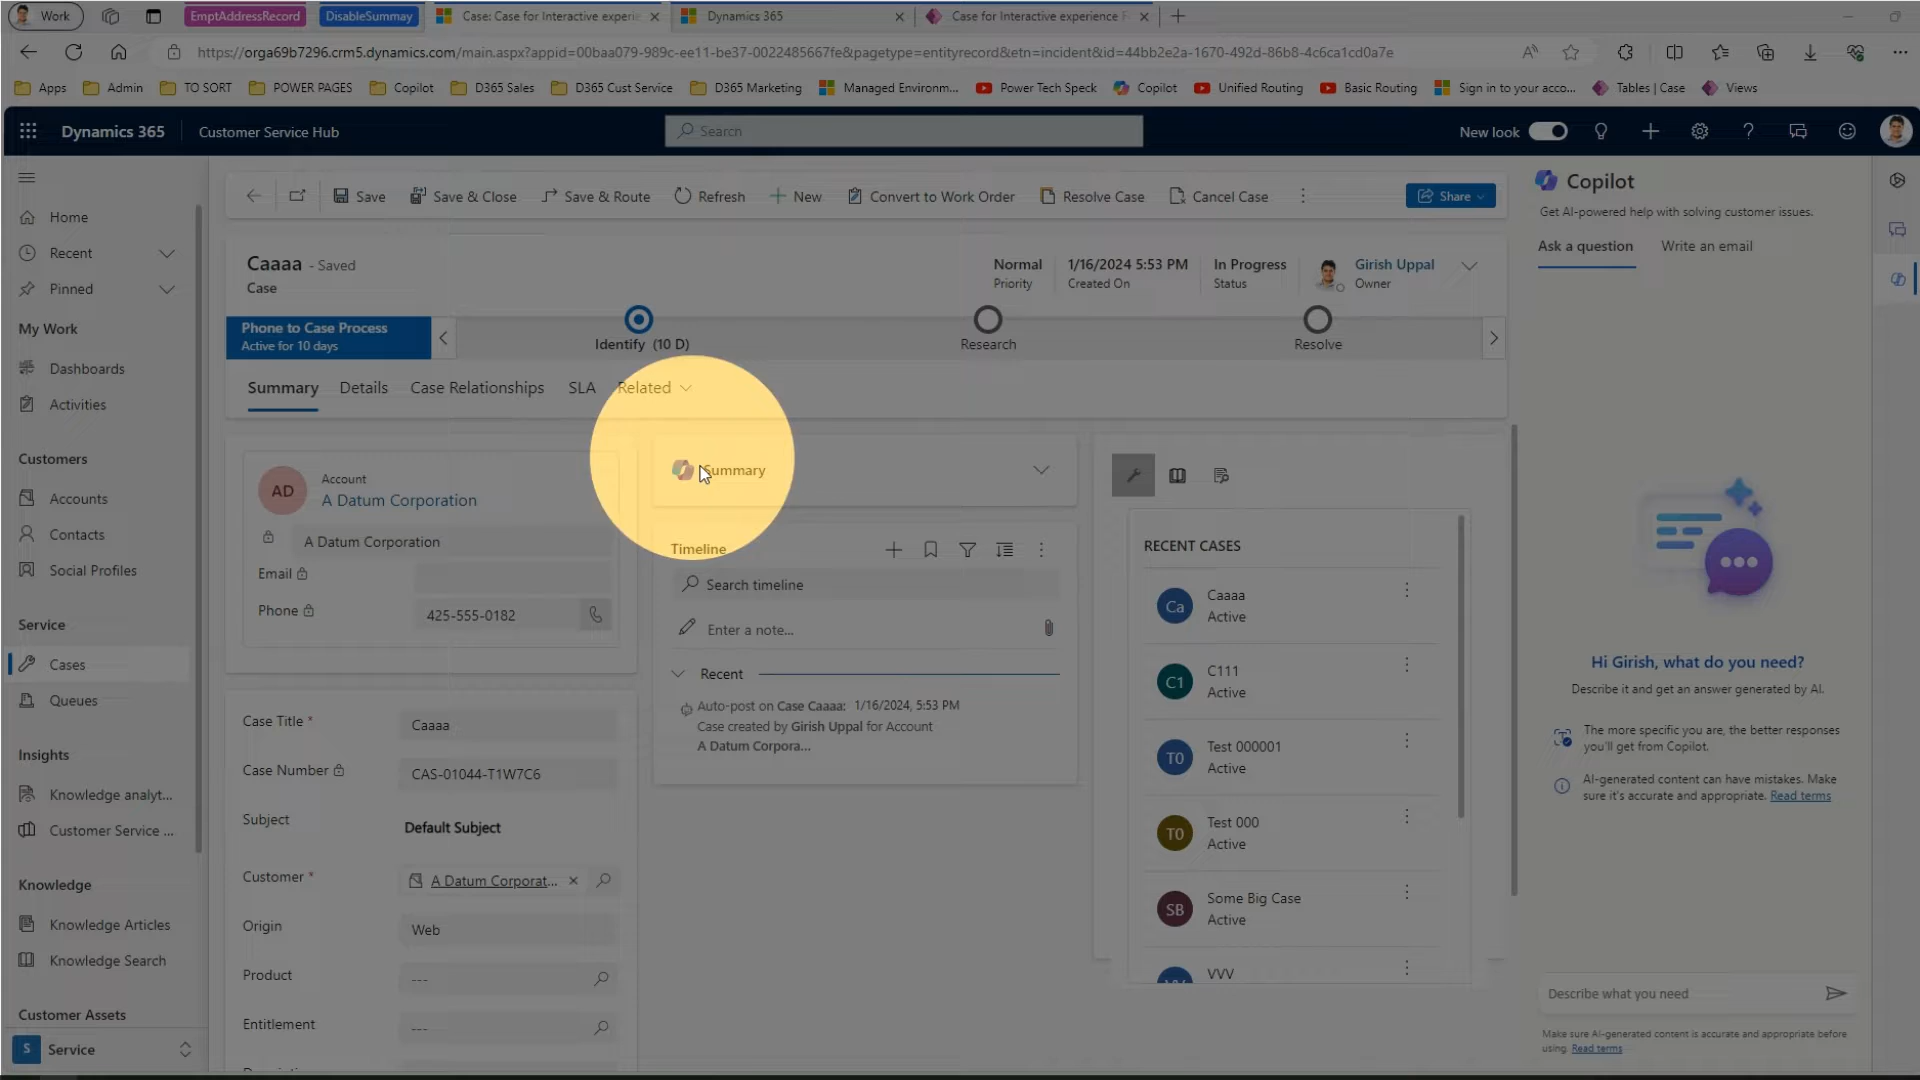 Work
EmptAddressRecord
DisableSummay
Case: Case for Interactive experie
Dynamics 365
Case for Interactive experience F
https://orga69b7296.crm5.dynamics.com/main.aspx?appid=00baa079-989c-ee11-be37-0022485667fe&pagetype=entityrecord&etn=incident&id=44bb2e2a-1670-492d-86b8-4c6ca1cd0a7e
Apps
Admin
TO SORT
POWER PAGES
Copilot
D365 Sales
D365 Cust Service
D365 Marketing
Managed Environm...
Power Tech Speck
Copilot
Unified Routing
Basic Routing
Sign in to your acco...
Tables | Case
Views
Dynamics 365
Customer Service Hub
Search
New look
Home
Recent
Pinned
My Work
Dashboards
Activities
Customers
Accounts
Contacts
Social Profiles
Service
Cases
Queues
Insights
Knowledge analyt...
Customer Service ...
Knowledge
Knowledge Articles
Knowledge Search
Customer Assets
S Service
Save
Save & Close
Save & Route
Refresh
New
Convert to Work Order
Resolve Case
Cancel Case
Share
Caaaa - Saved
Case
Normal
Priority
1/16/2024 5:53 PM
Created On
In Progress
Status
Girish Uppal
Owner
Phone to Case Process
Active for 10 days
Identify (10 D)
Research
Resolve
Summary
Details
Case Relationships
SLA
Related
AD
Account
A Datum Corporation
A Datum Corporation
Email
Phone
425-555-0182
Case Title *
Caaaa
Case Number
CAS-01044-T1W7C6
Subject
Default Subject
Customer *
A Datum Corporat...
Origin
Web
Product
---
Entitlement
---
Summary
Timeline
Search timeline
Enter a note...
Recent
Auto-post on Case Caaaa: 1/16/2024, 5:53 PM
Case created by Girish Uppal for Account
A Datum Corpora...
RECENT CASES
Ca
Caaaa
Active
C1
C111
Active
T0
Test 000001
Active
T0
Test 000
Active
SB
Some Big Case
Active
VVV
Copilot
Get AI-powered help with solving customer issues.
Ask a question
Write an email
Hi Girish, what do you need?
Describe it and get an answer generated by AI.
The more specific you are, the better responses
you'll get from Copilot.
AI-generated content can have mistakes. Make
sure it's accurate and appropriate. Read terms
Describe what you need
Make sure AI-generated content is accurate and appropriate before
using. Read terms